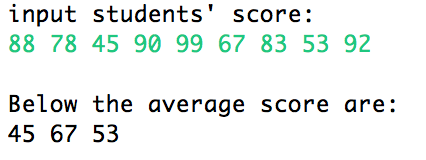 input students' score:
88 78 45 90 99 67 83 53 92
Below the average score are:
45 67 53